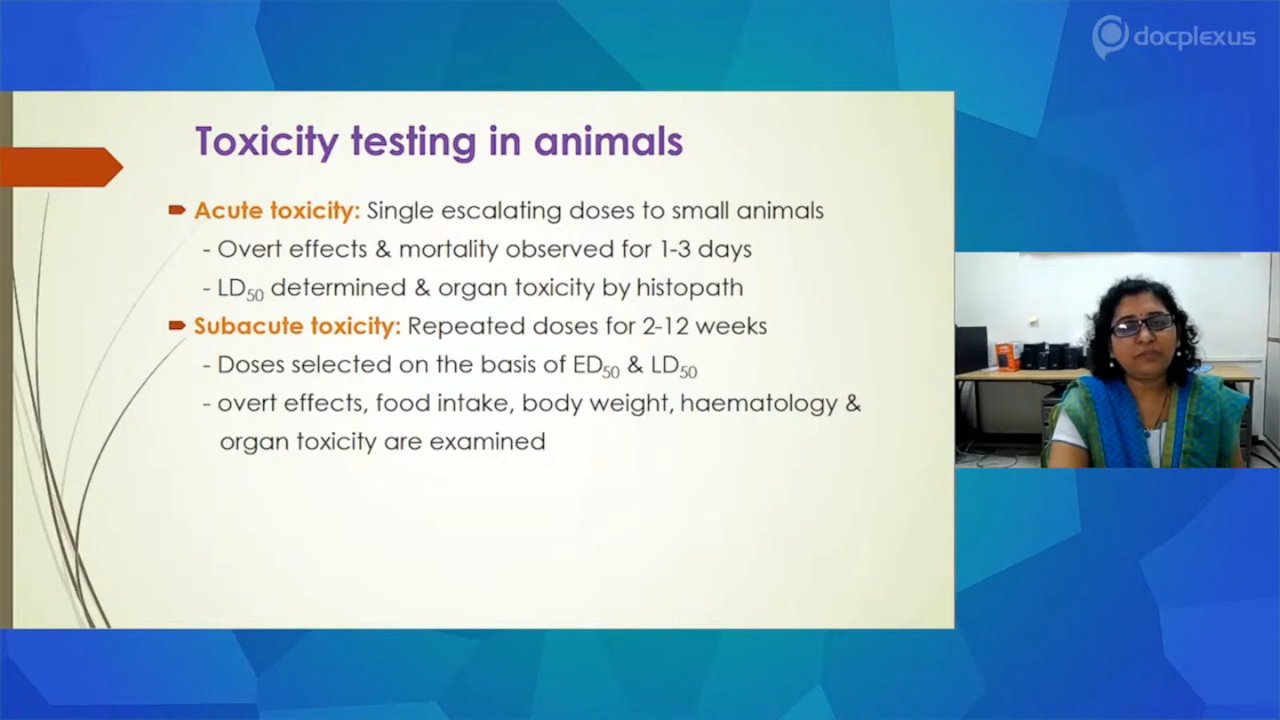 docplexus
Toxicity testing in animals
Acute toxicity: Single escalating doses to small animals
- Overt effects & mortality observed for 1-3 days
- LD50 determined & organ toxicity by histopath
Subacute toxicity: Repeated doses for 2-12 weeks
- Doses selected on the basis of ED50 & LD50
- overt effects, food intake, body weight, haematology &
organ toxicity are examined